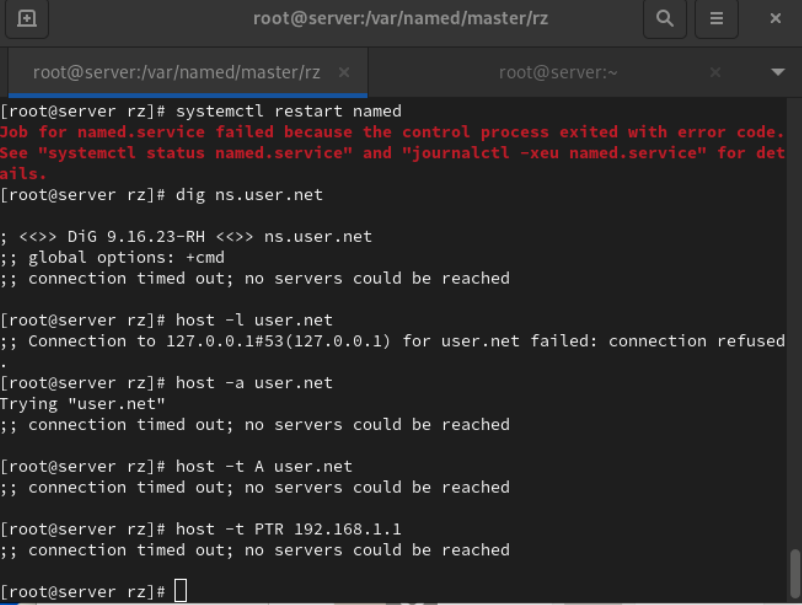 root@server:/var/named/master/rz
root@server:/var/named/master/rz
root@server:~
[root@server rz]# systemctl restart named
Job for named.service failed because the control process exited with error code.
See "systemctl status named.service" and "journalctl -xeu named.service" for det
ails.
[root@server rz]# dig ns.user.net
; <<>> DiG 9.16.23-RH <<>> ns.user.net
;; global options: +cmd
;; connection timed out; no servers could be reached
[root@server rz]# host -l user.net
;; Connection to 127.0.0.1#53(127.0.0.1) for user.net failed: connection refused
.
[root@server rz]# host -a user.net
Trying "user.net"
;; connection timed out; no servers could be reached
[root@server rz]# host -t A user.net
;; connection timed out; no servers could be reached
[root@server rz]# host -t PTR 192.168.1.1
;; connection timed out; no servers could be reached
[root@server rz]#